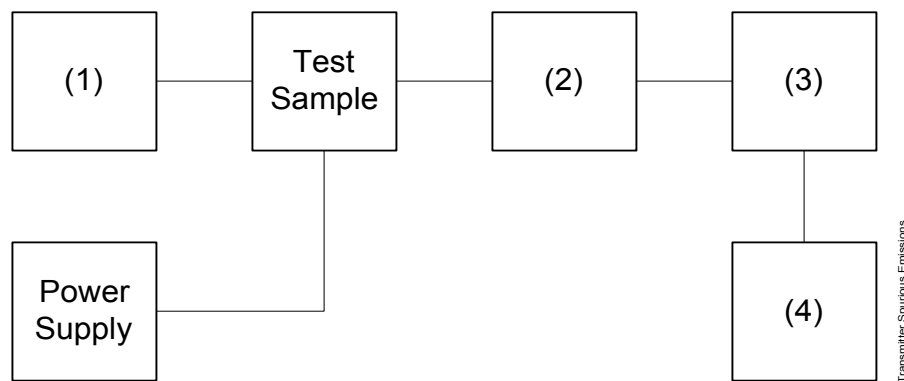 (1)
Test
Sample
(2)
(3)
Power
Supply
(4)
Transmitter Spurious Emissions